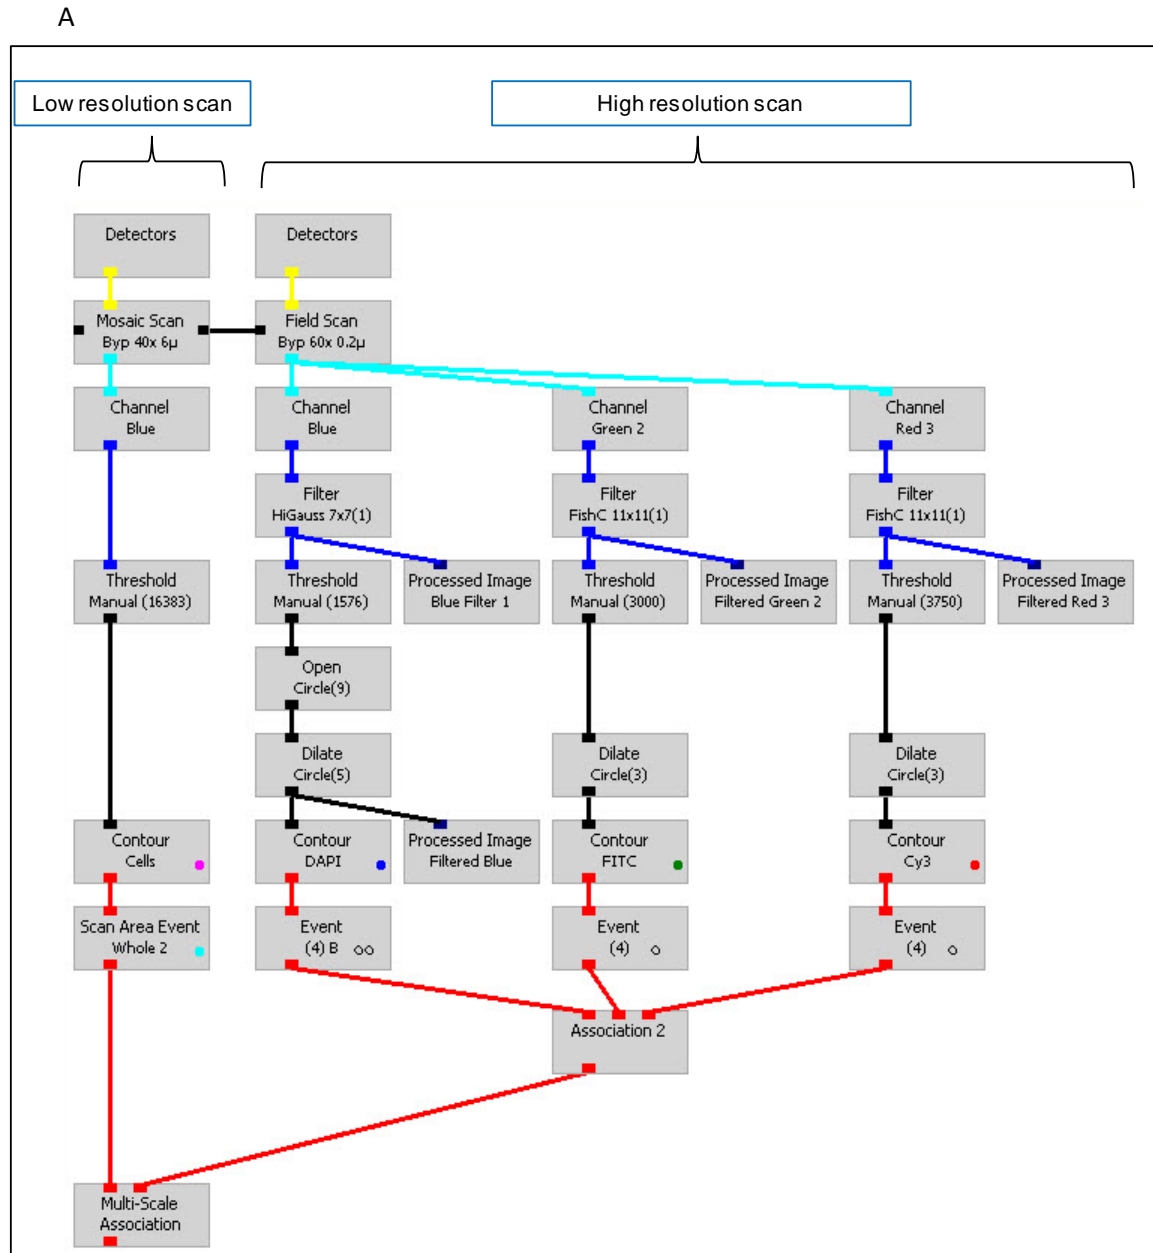 A
Low resolution scan
High resolution scan
Detectors
Detectors
Mosaic Scan
Byp 40x 6µ
Field Scan
Byp 60x 0.2µ
Channel
Blue
Channel
Blue
Channel
Green 2
Channel
Red 3
Filter
HiGauss 7x7(1)
Filter
FishC 11x11(1)
Filter
FishC 11x11(1)
Threshold
Manual (16383)
Threshold
Manual (1576)
Processed Image
Blue Filter 1
Threshold
Manual (3000)
Processed Image
Filtered Green 2
Threshold
Manual (3750)
Processed Image
Filtered Red 3
Open
Circle(9)
Dilate
Circle(5)
Dilate
Circle(3)
Dilate
Circle(3)
Contour
Cells
Contour
DAPI
Processed Image
Filtered Blue
Contour
FITC
Contour
Cy3
Scan Area Event
Whole 2
Event
(4) B
Event
(4)
Event
(4)
Association 2
Multi-Scale
Association